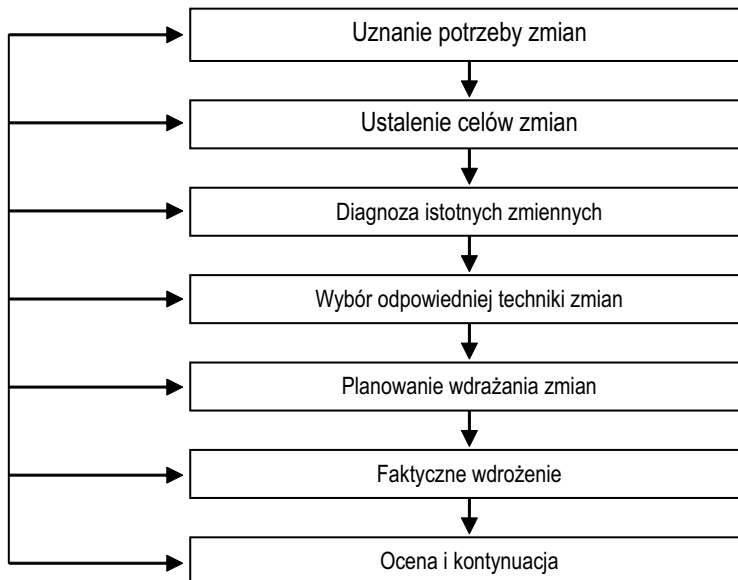 Uznanie potrzeby zmian
Ustalenie celów zmian
Diagnoza istotnych zmiennych
Wybór odpowiedniej techniki zmian
Planowanie wdrażania zmian
Faktyczne wdrożenie
Ocena i kontynuacja